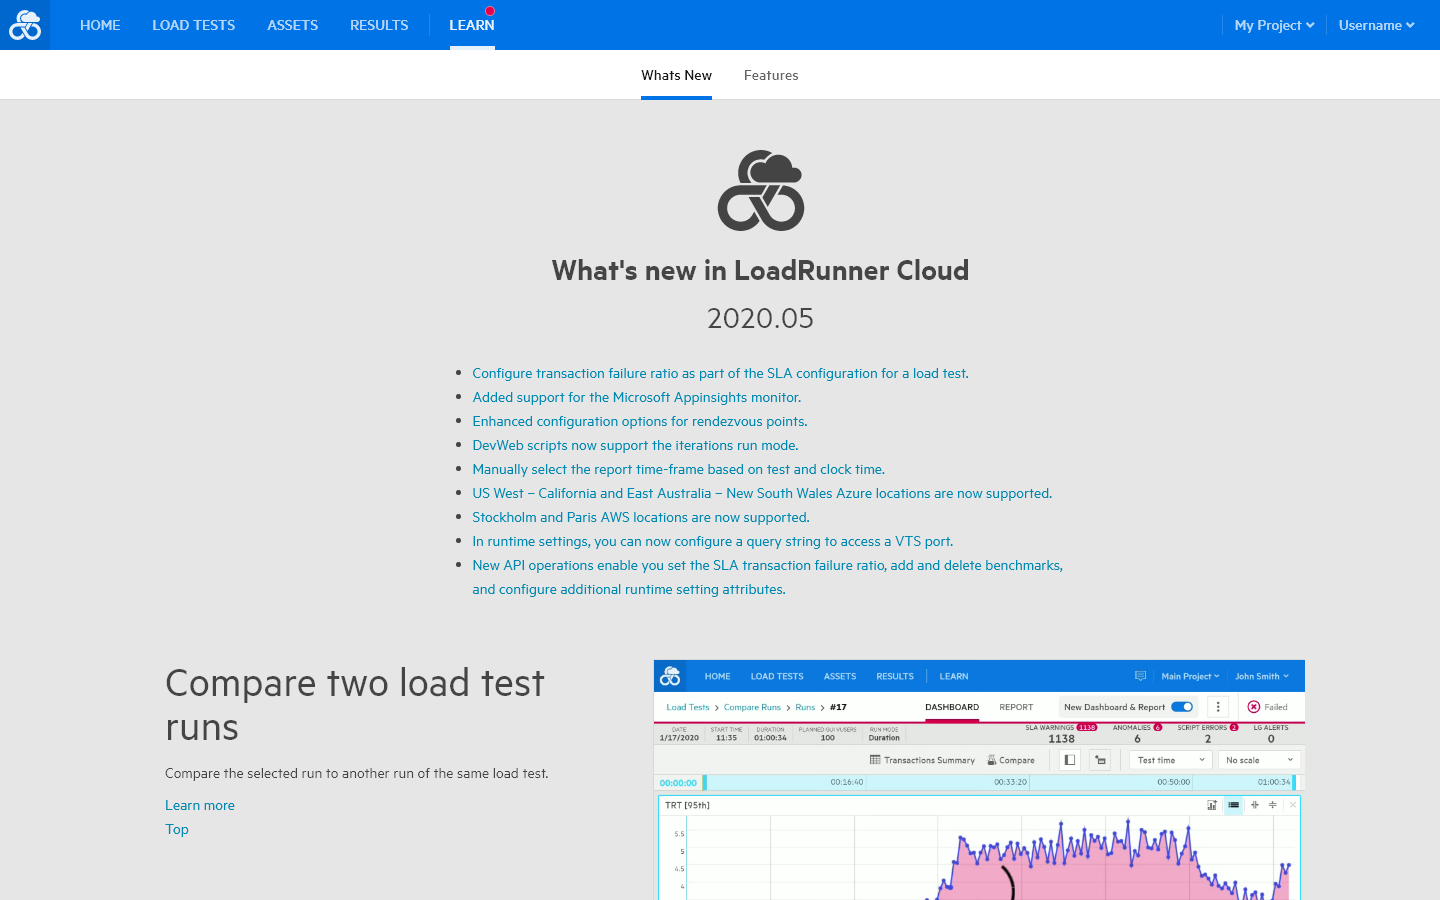 HOME LOAD TESTS ASSETS RESULTS LEARN My Project Username
Whats New Features
What's new in LoadRunner Cloud
2020.05
Configure transaction failure ratio as part of the SLA configuration for a load test.
Added support for the Microsoft Appinsights monitor.
Enhanced configuration options for rendezvous points.
DevWeb scripts now support the iterations run mode.
Manually select the report time-frame based on test and clock time.
US West – California and East Australia – New South Wales Azure locations are now supported.
Stockholm and Paris AWS locations are now supported.
In runtime settings, you can now configure a query string to access a VTS port.
New API operations enable you set the SLA transaction failure ratio, add and delete benchmarks,
and configure additional runtime setting attributes.
Compare two load test
runs
Compare the selected run to another run of the same load test.
Learn more
Top
HOME LOAD TESTS ASSETS RESULTS LEARN Main Project John Smith
Load Tests > Compare Runs > Runs > #17 DASHBOARD REPORT New Dashboard & Report Failed
DATE START TIME DURATION PLANNED GUI VUSERS RUN MODE SLA WARNINGS 1138 ANOMALIES 6 SCRIPT ERRORS 2 LG ALERTS
1/17/2020 11:35 01:00:34 100 Duration 1138 6 2 0
Transactions Summary Compare Test time No scale
00:00:00 00:16:40 00:33:20 00:50:00 01:00:34
TRT [95th]
5.5
5
4.5
4